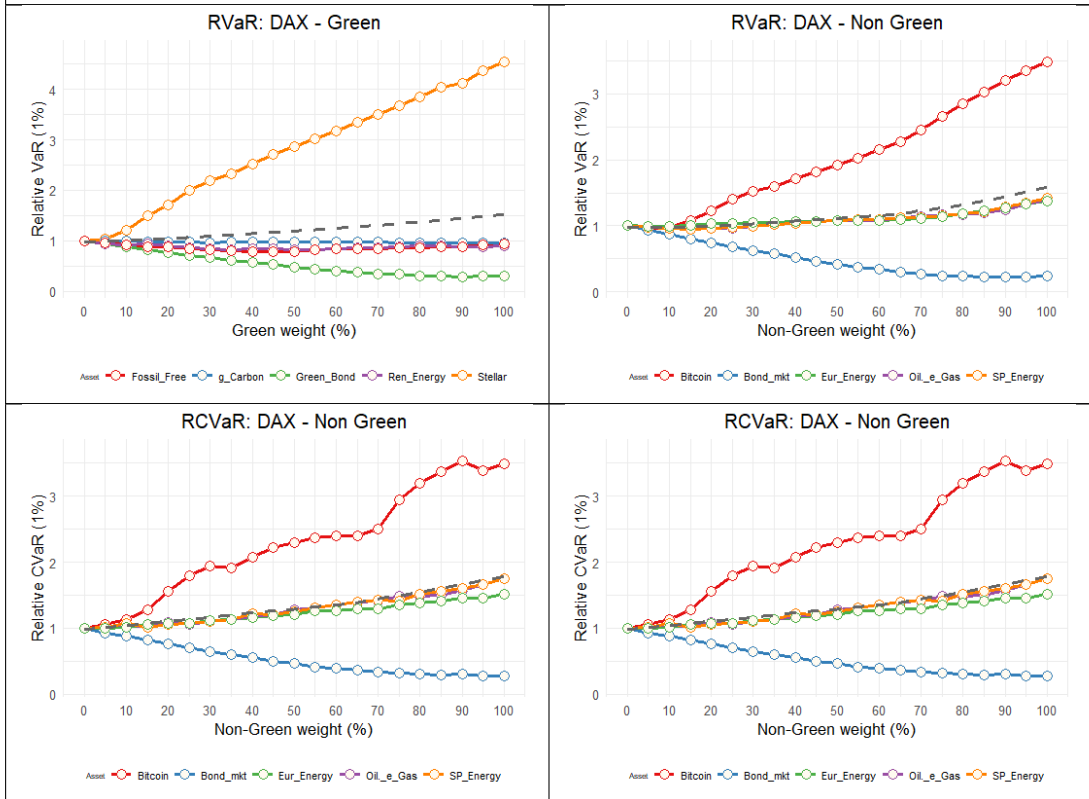 RVaR: DAX - Green
Relative VaR (1%)
4
3
2
1
0
0 10 20 30 40 50 60 70 80 90 100
Green weight (%)
Asset Fossil_Free g_Carbon Green_Bond Ren_Energy Stellar
RVaR: DAX - Non Green
Relative VaR (1%)
3
2
1
0
0 10 20 30 40 50 60 70 80 90 100
Non-Green weight (%)
Asset Bitcoin Bond_mkt Eur_Energy Oil._e_Gas SP_Energy
RCVaR: DAX - Non Green
Relative CVaR (1%)
3
2
1
0
0 10 20 30 40 50 60 70 80 90 100
Non-Green weight (%)
Asset Bitcoin Bond_mkt Eur_Energy Oil._e_Gas SP_Energy
RCVaR: DAX - Non Green
Relative CVaR (1%)
3
2
1
0
0 10 20 30 40 50 60 70 80 90 100
Non-Green weight (%)
Asset Bitcoin Bond_mkt Eur_Energy Oil._e_Gas SP_Energy